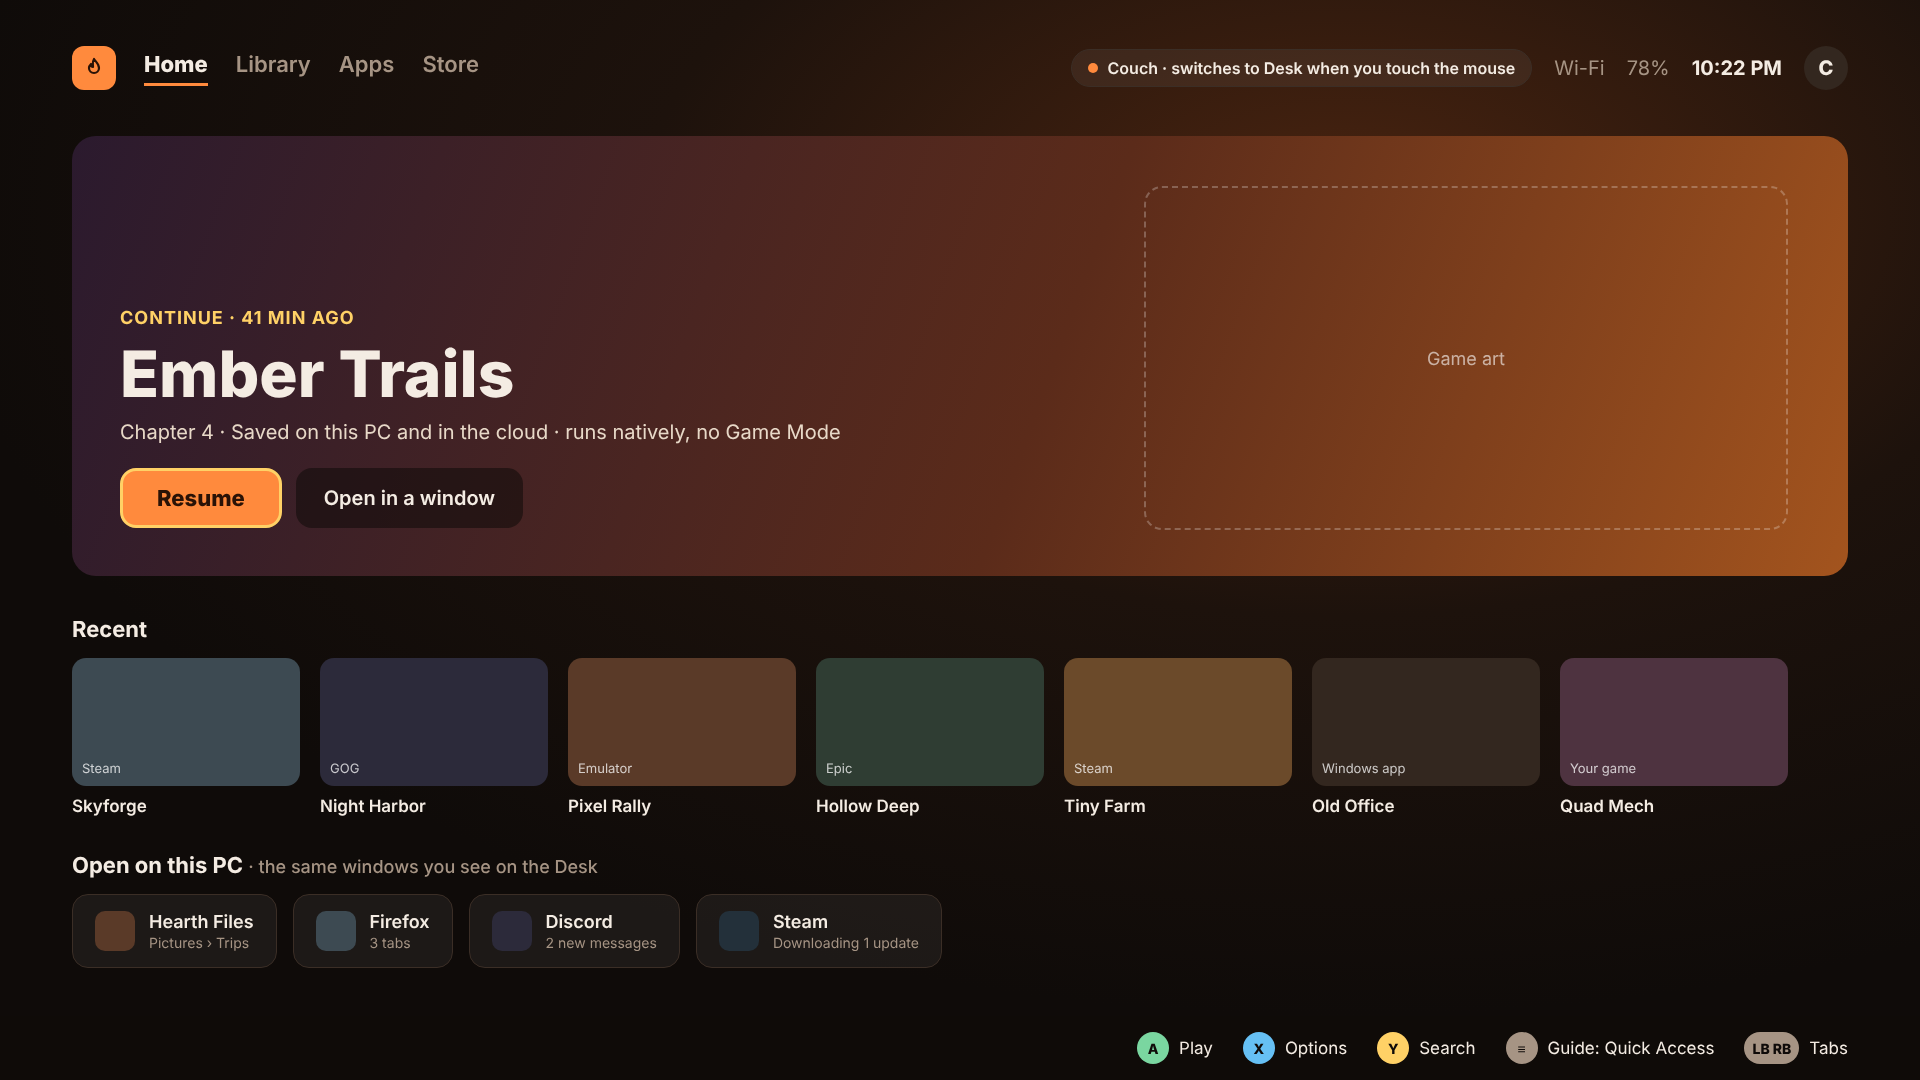 Home Library Apps Store
Couch · switches to Desk when you touch the mouse Wi-Fi 78% 10:22 PM C
CONTINUE · 41 MIN AGO
Ember Trails
Chapter 4 · Saved on this PC and in the cloud · runs natively, no Game Mode
Resume Open in a window
Game art
Recent
Steam GOG Emulator Epic Steam Windows app Your game
Skyforge Night Harbor Pixel Rally Hollow Deep Tiny Farm Old Office Quad Mech
Open on this PC · the same windows you see on the Desk
Hearth Files Firefox Discord Steam
Pictures › Trips 3 tabs 2 new messages Downloading 1 update
A Play X Options Y Search ≡ Guide: Quick Access LB RB Tabs